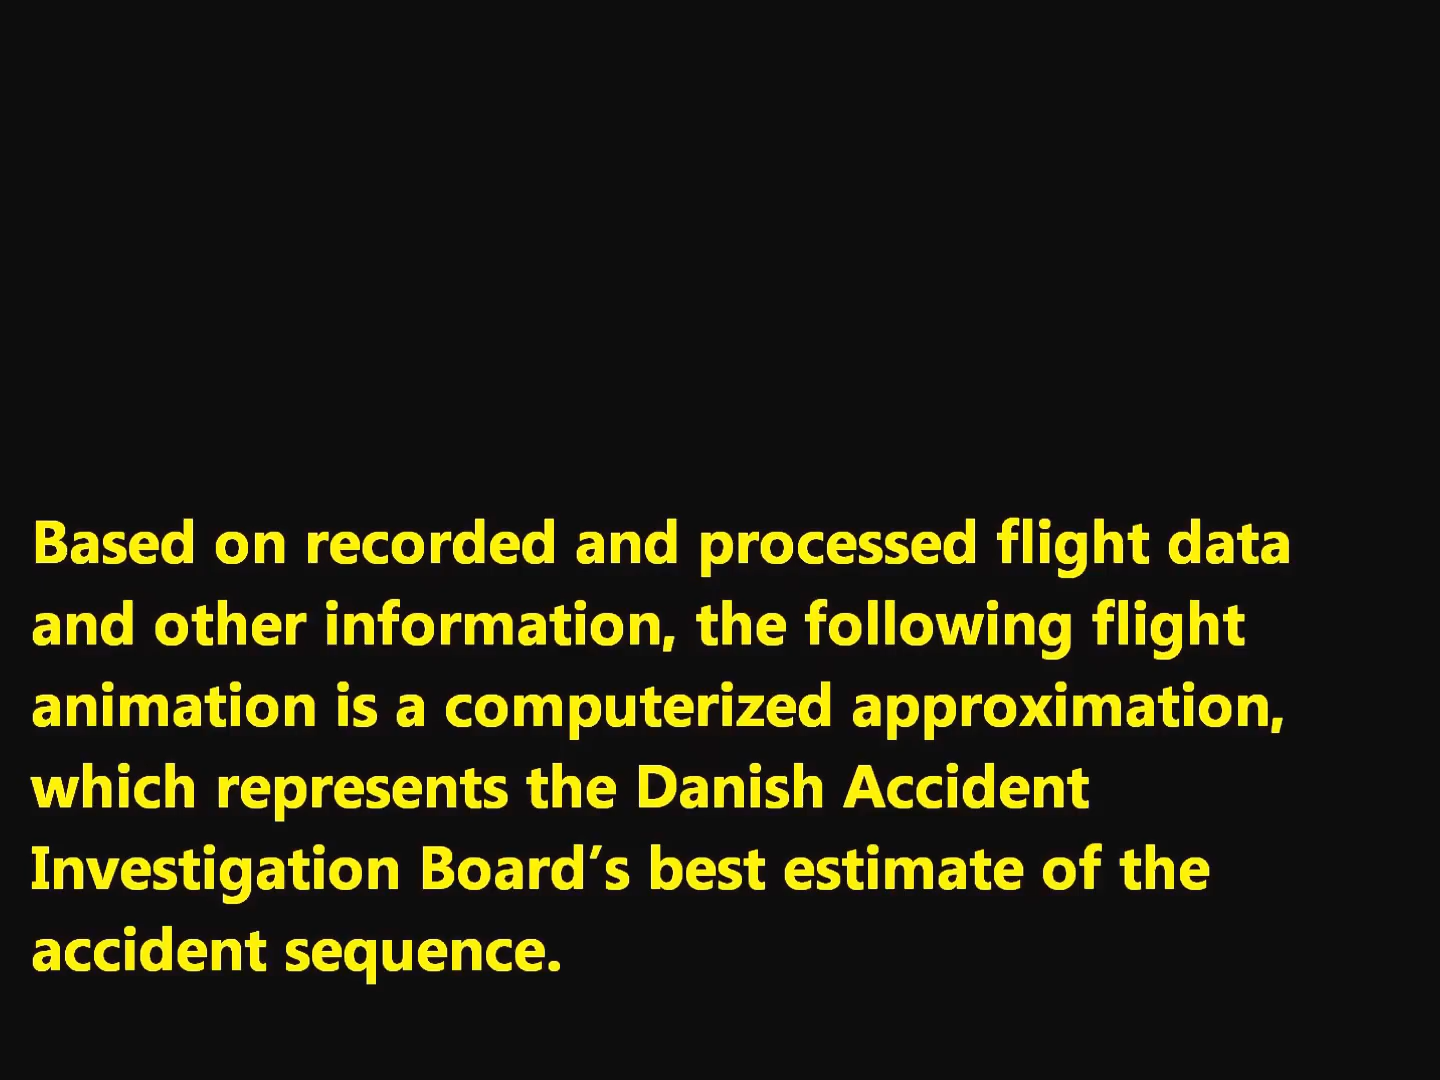 Based on recorded and processed flight data
and other information, the following flight
animation is a computerized approximation,
which represents the Danish Accident
Investigation Board’s best estimate of the
accident sequence.